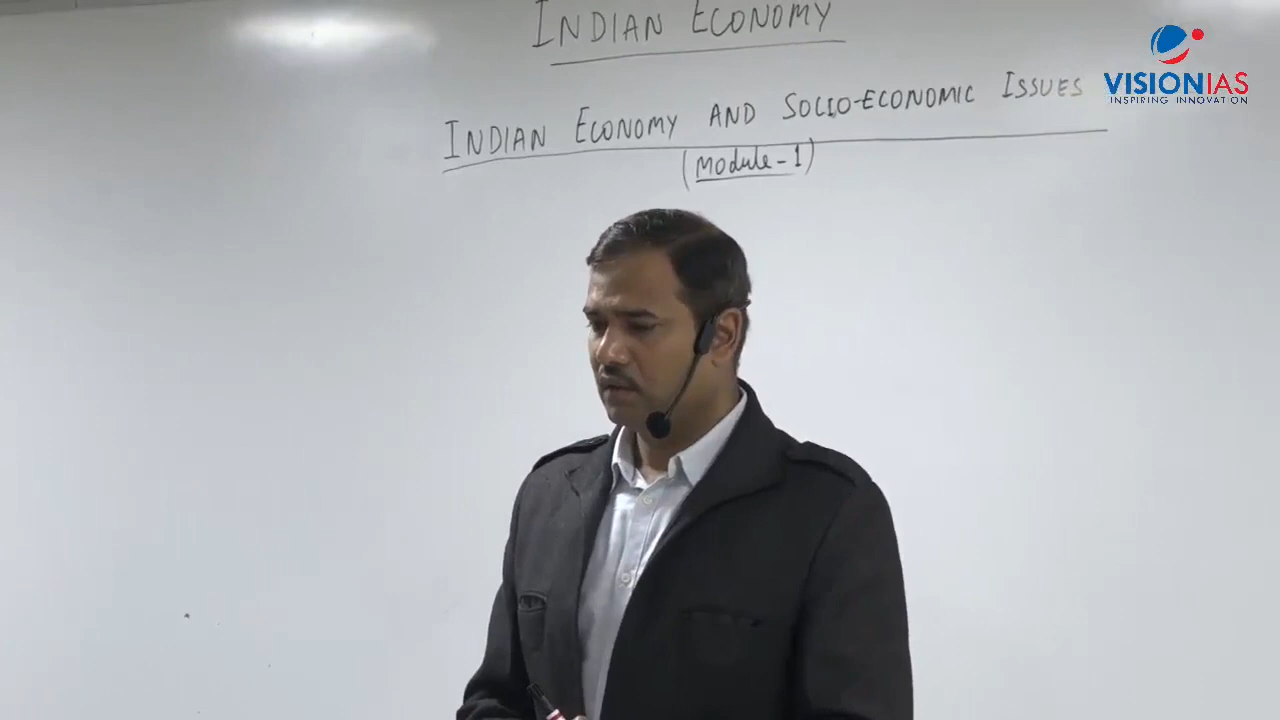 INDIAN ECONOMY
VISIONIAS
INSPIRING INNOVATION
INDIAN ECONOMY AND SOCIO-ECONOMIC ISSUES
(Module-1)